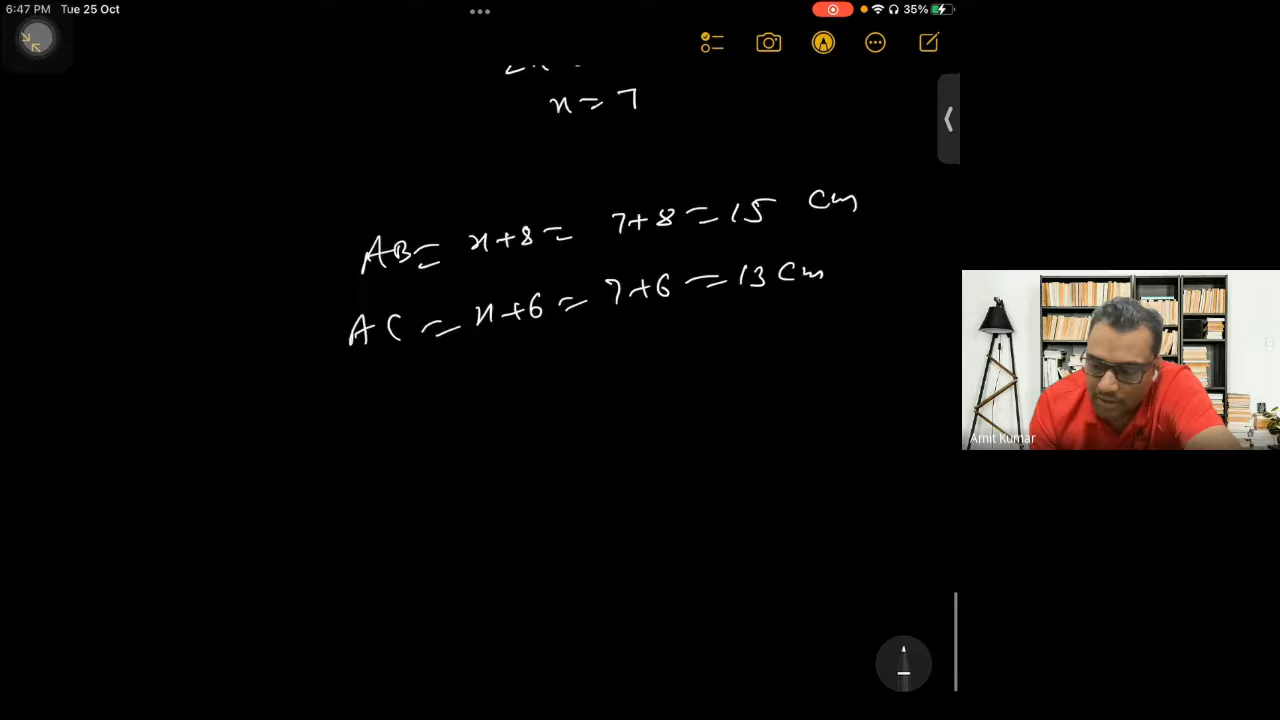 6:47 PM Tue 25 Oct
35%
x = 7
AB = x+8 = 7+8 = 15 cm
AC = x+6 = 7+6 = 13 cm
Amit Kumar